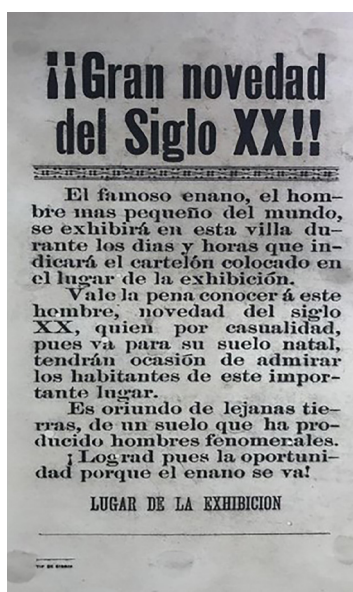 ¡¡Gran novedad
del Siglo XX!!
El famoso enano, el hom-
bre mas pequeño del mundo,
se exhibirá en esta villa du-
rante los dias y horas que in-
dicará el cartelón colocado en
el lugar de la exhibición.
Vale la pena conocer á este
hombre, novedad del siglo
XX, quien por casualidad,
pues va para su suelo natal,
tendrán ocasión de admirar
los habitantes de este impor-
tante lugar.
Es oriundo de lejanas tie-
rras, de un suelo que ha pro-
ducido hombres fenomenales.
¡Lograd pues la oportuni-
dad porque el enano se va!
LUGAR DE LA EXHIBICION